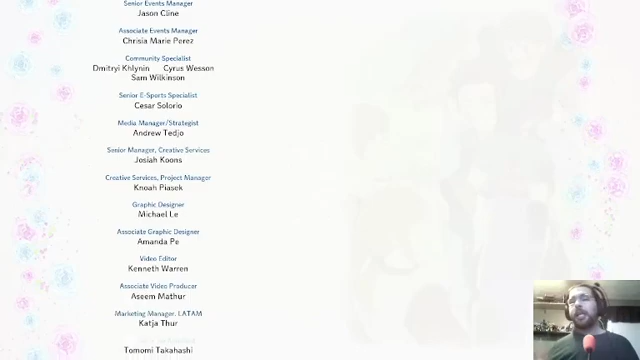 Senior Events Manager
Jason Cline
Associate Events Manager
Chrisia Marie Perez
Community Specialist
Dmitryi Khlynin Cyrus Wesson
Sam Wilkinson
Senior E-Sports Specialist
Cesar Solorio
Media Manager/Strategist
Andrew Tedjo
Senior Manager, Creative Services
Josiah Koons
Creative Services, Project Manager
Knoah Piasek
Graphic Designer
Michael Le
Associate Graphic Designer
Amanda Pe
Video Editor
Kenneth Warren
Associate Video Producer
Aseem Mathur
Marketing Manager, LATAM
Katja Thur
Tomomi Takahashi